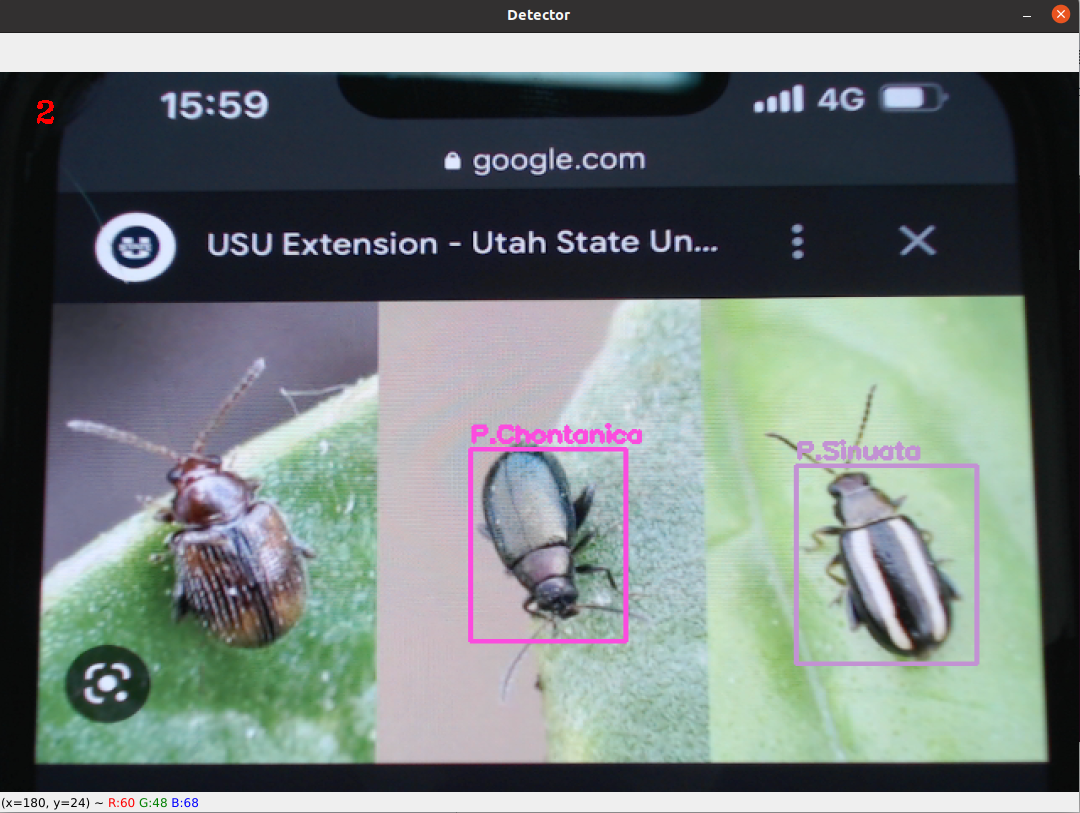 Detector
2
15:59 4G
google.com
USU Extension - Utah State Un...
P.Chontanica
P.Sinuata
(x=180, y=24) ~ R:60 G:48 B:68